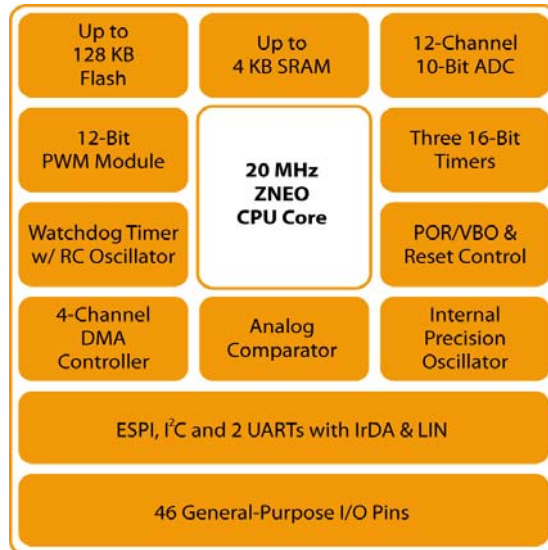 Up to
128 KB
Flash
Up to
4 KB SRAM
12-Channel
10-Bit ADC
12-Bit
PWM Module
20 MHz
ZNEO
CPU Core
Three 16-Bit
Timers
Watchdog Timer
w/ RC Oscillator
POR/VBO &
Reset Control
4-Channel
DMA
Controller
Analog
Comparator
Internal
Precision
Oscillator
ESPI, I²C and 2 UARTs with IrDA & LIN
46 General-Purpose I/O Pins